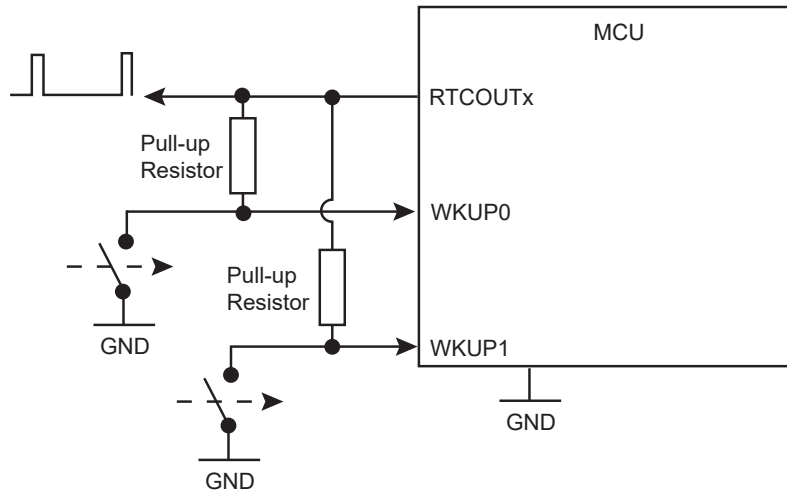 MCU
RTCOUTx
Pull-up
Resistor
WKUP0
Pull-up
Resistor
GND
WKUP1
GND
GND